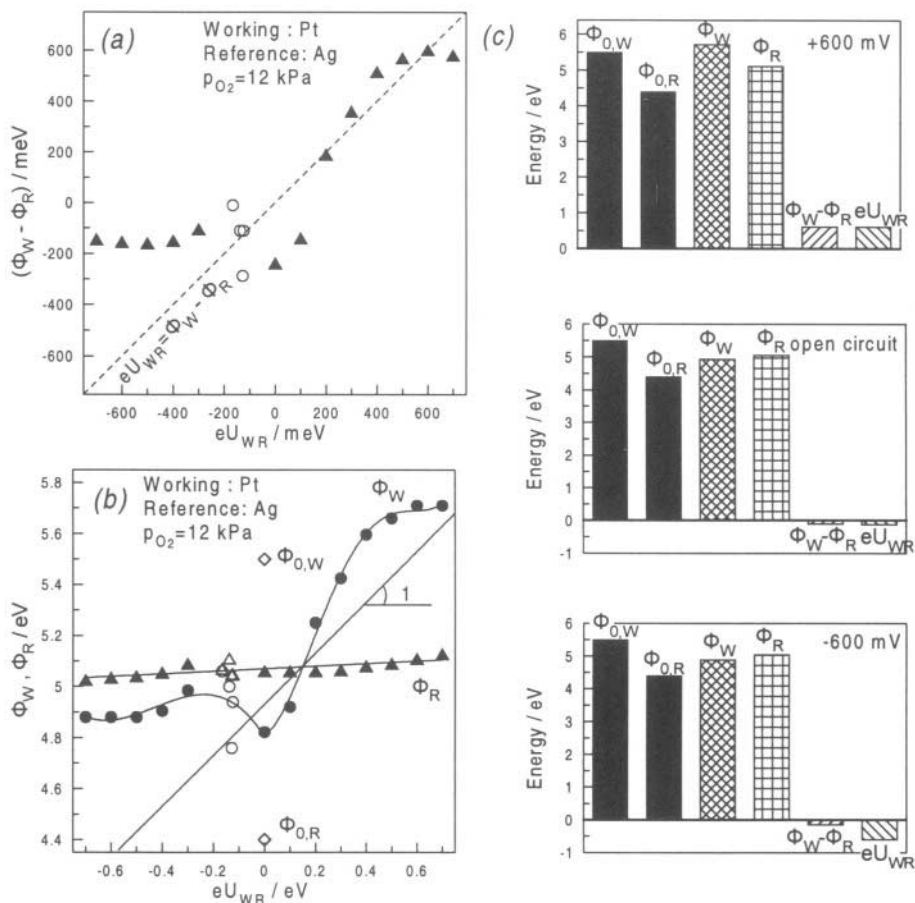 (a)
Working : Pt
Reference: Ag
p_O2=12 kPa
600
400
200
0
-200
-400
-600
(Φ_W - Φ_R) / meV
eU_WR=Φ_W - Φ_R
-600 -400 -200 0 200 400 600
eU_WR / meV
(b)
Working : Pt
Reference: Ag
p_O2=12 kPa
Φ_W
Φ_0,W
1
Φ_R
Φ_0,R
5.8
5.6
5.4
5.2
5
4.8
4.6
4.4
Φ_W, Φ_R / eV
-0.6 -0.4 -0.2 0 0.2 0.4 0.6
eU_WR / eV
(c)
+600 mV
Φ_0,W
Φ_0,R
Φ_W
Φ_R
Φ_W-Φ_R
eU_WR
6
5
4
3
2
1
0
Energy / eV
open circuit
Φ_0,W
Φ_0,R
Φ_W
Φ_R
Φ_W-Φ_R
eU_WR
6
5
4
3
2
1
0
-1
Energy / eV
-600 mV
Φ_0,W
Φ_0,R
Φ_W
Φ_R
Φ_W-Φ_R
eU_WR
6
5
4
3
2
1
0
-1
Energy / eV